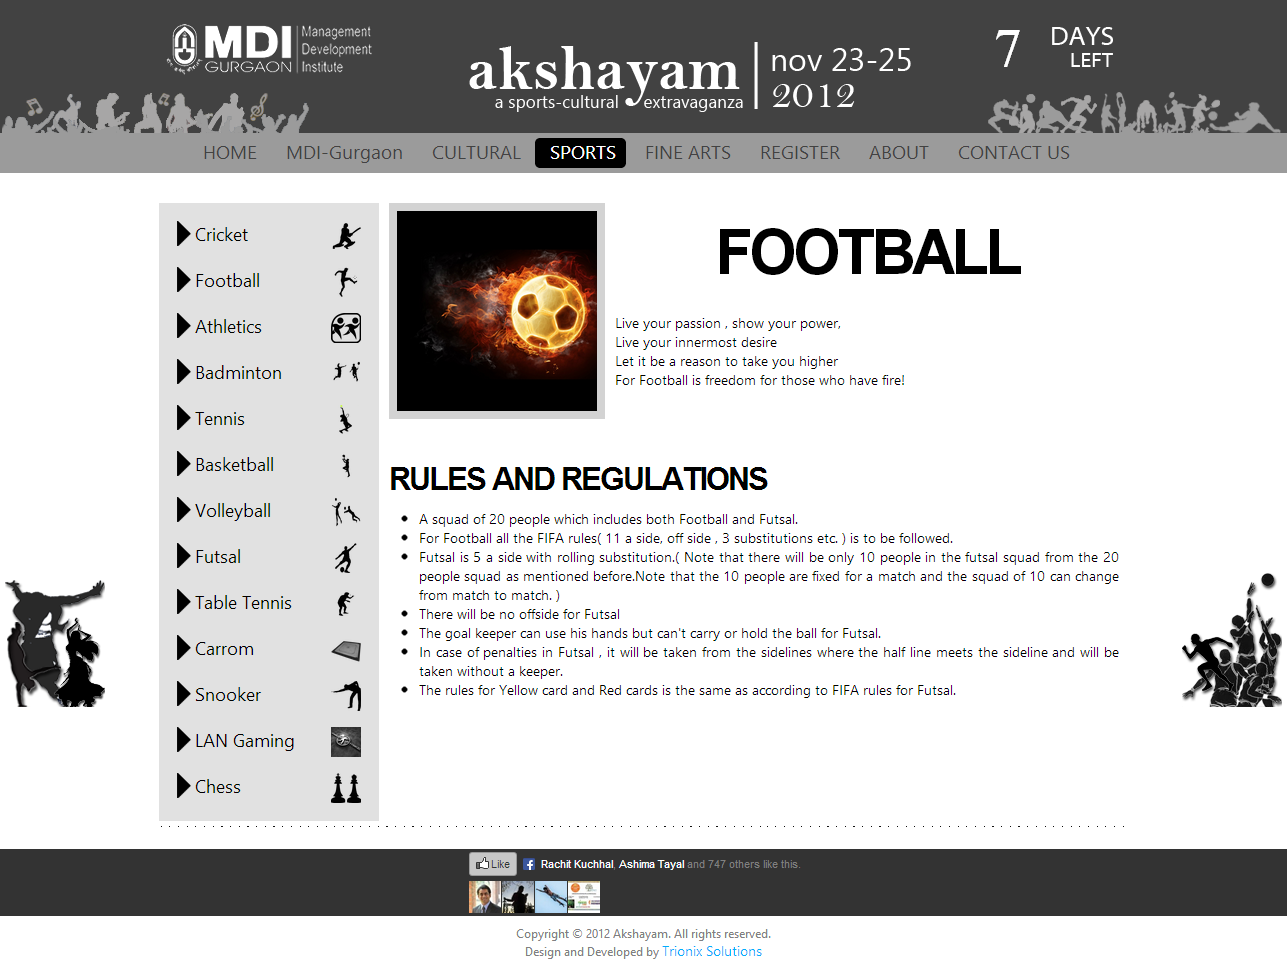 MDI
GURGAON
Management
Development
Institute
akshayam
a sports-cultural extravaganza
nov 23-25
2012
7 DAYS
LEFT
HOME MDI-Gurgaon CULTURAL SPORTS FINE ARTS REGISTER ABOUT CONTACT US
Cricket
Football
Athletics
Badminton
Tennis
Basketball
Volleyball
Futsal
Table Tennis
Carrom
Snooker
LAN Gaming
Chess
FOOTBALL
Live your passion , show your power,
Live your innermost desire
Let it be a reason to take you higher
For Football is freedom for those who have fire!
RULES AND REGULATIONS
A squad of 20 people which includes both Football and Futsal.
For Football all the FIFA rules( 11 a side, off side , 3 substitutions etc. ) is to be followed.
Futsal is 5 a side with rolling substitution.( Note that there will be only 10 people in the futsal squad from the 20
people squad as mentioned before.Note that the 10 people are fixed for a match and the squad of 10 can change
from match to match. )
There will be no offside for Futsal
The goal keeper can use his hands but can't carry or hold the ball for Futsal.
In case of penalties in Futsal , it will be taken from the sidelines where the half line meets the sideline and will be
taken without a keeper.
The rules for Yellow card and Red cards is the same as according to FIFA rules for Futsal.
Like Rachit Kuchhal, Ashima Tayal and 747 others like this.
Copyright © 2012 Akshayam. All rights reserved.
Design and Developed by Trionix Solutions